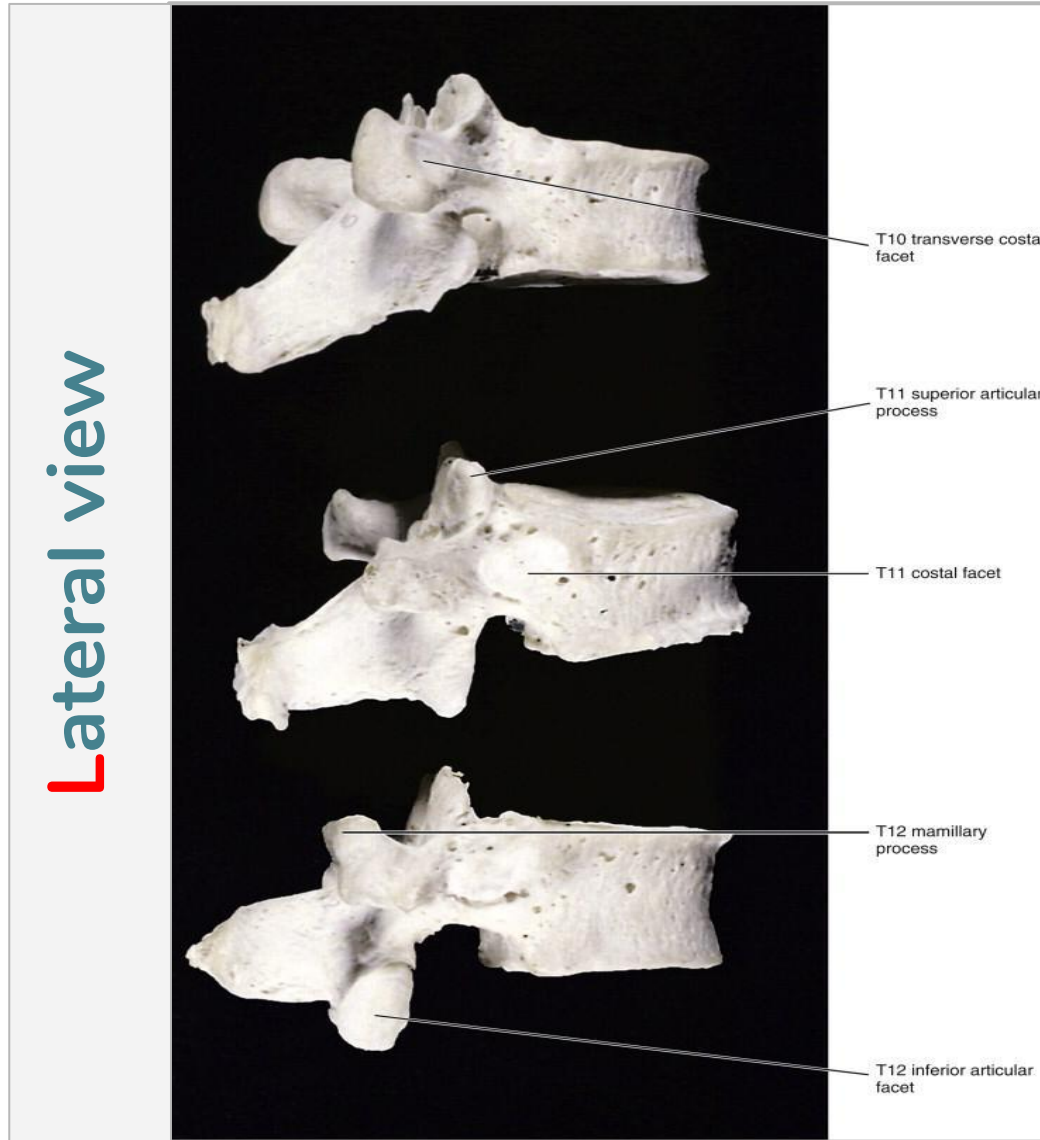 Lateral view
T10 transverse costa
facet
T11 superior articular
process
T11 costal facet
T12 mamillary
process
T12 inferior articular
facet